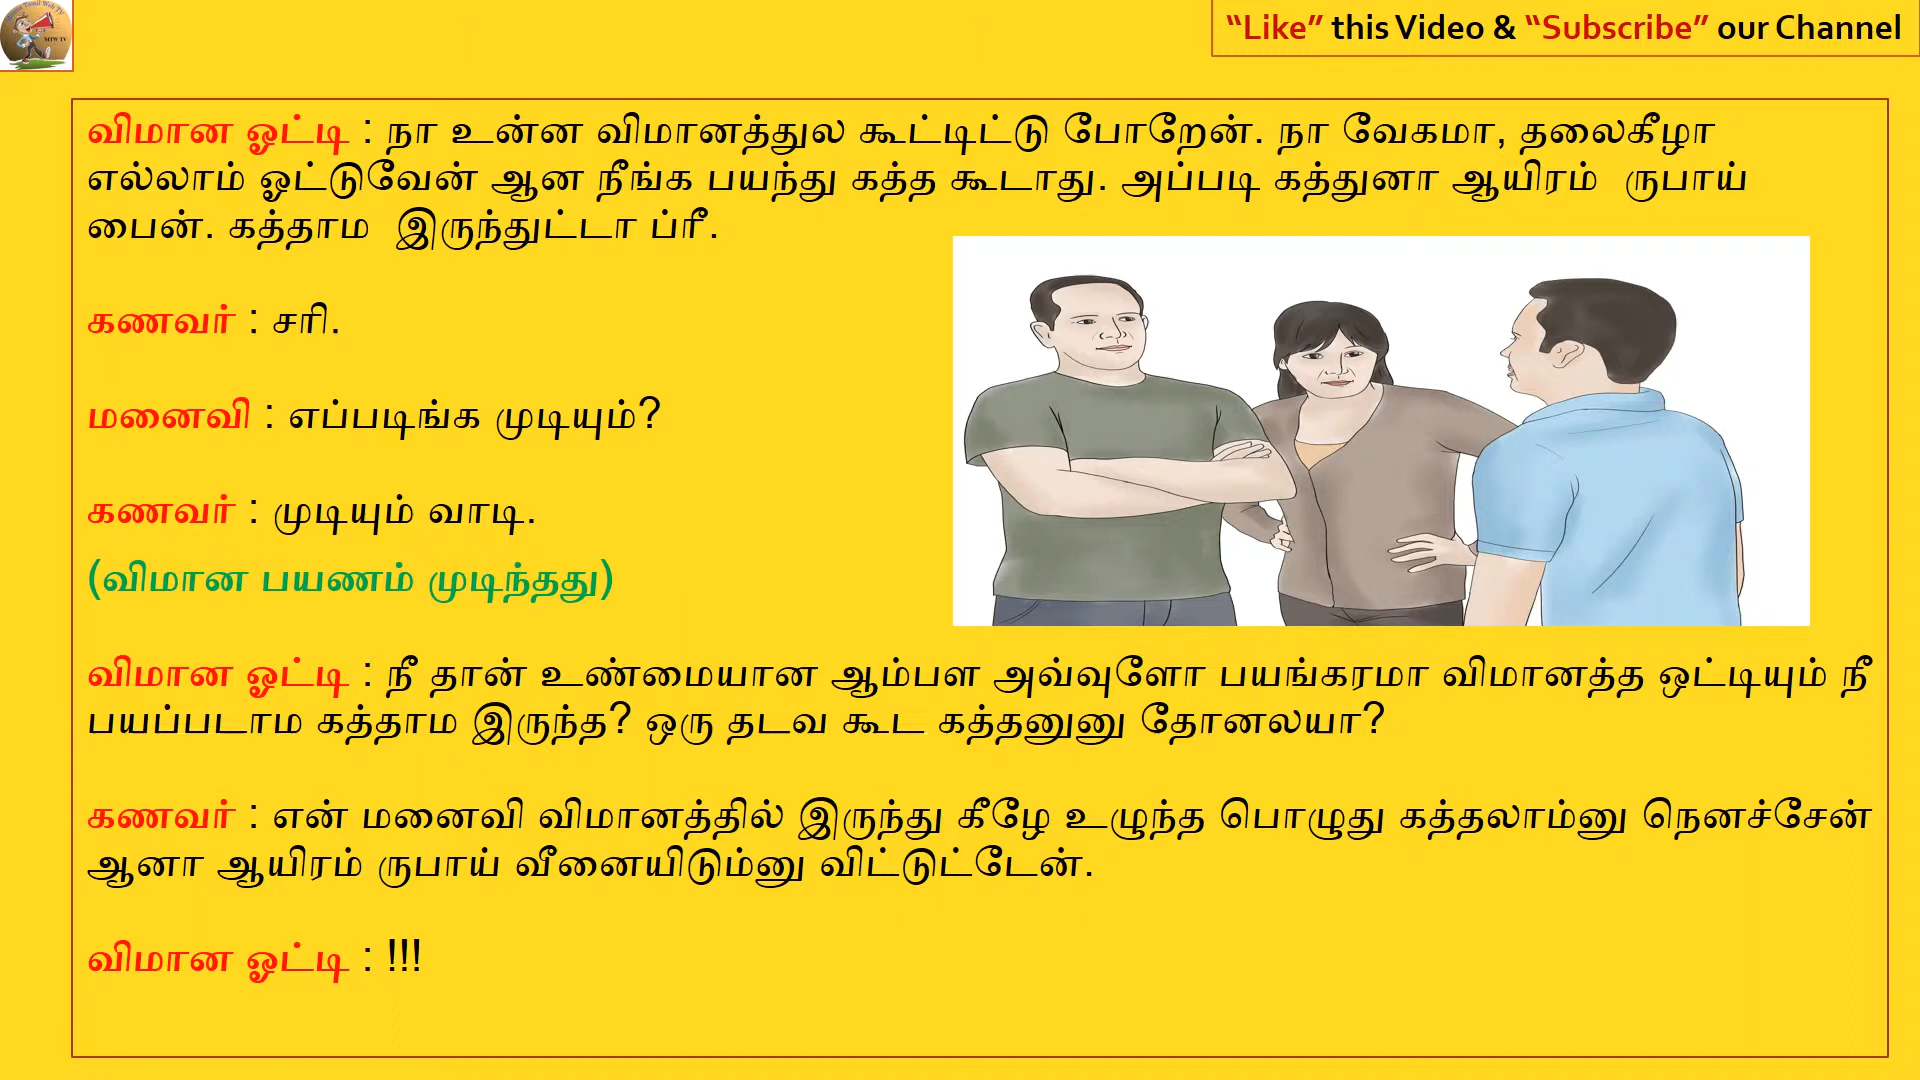 “Like” this Video & “Subscribe” our Channel
விமான ஓட்டி : நா உன்ன விமானத்துல கூட்டிட்டு போறேன். நா வேகமா, தலைகீழா
எல்லாம் ஓட்டுவேன் ஆன நீங்க பயந்து கத்த கூடாது. அப்படி கத்துனா ஆயிரம் ருபாய்
பைன். கத்தாம இருந்துட்டா ப்ரீ.
கணவர் : சரி.
மனைவி : எப்படிங்க முடியும்?
கணவர் : முடியும் வாடி.
(விமான பயணம் முடிந்தது)
விமான ஓட்டி : நீ தான் உண்மையான ஆம்பள அவ்வுளோ பயங்கரமா விமானத்த ஒட்டியும் நீ
பயப்படாம கத்தாம இருந்த? ஒரு தடவ கூட கத்தனுனு தோனலயா?
கணவர் : என் மனைவி விமானத்தில் இருந்து கீழே உழுந்த பொழுது கத்தலாம்னு நெனச்சேன்
ஆனா ஆயிரம் ருபாய் வீனையிடும்னு விட்டுட்டேன்.
விமான ஓட்டி : !!!